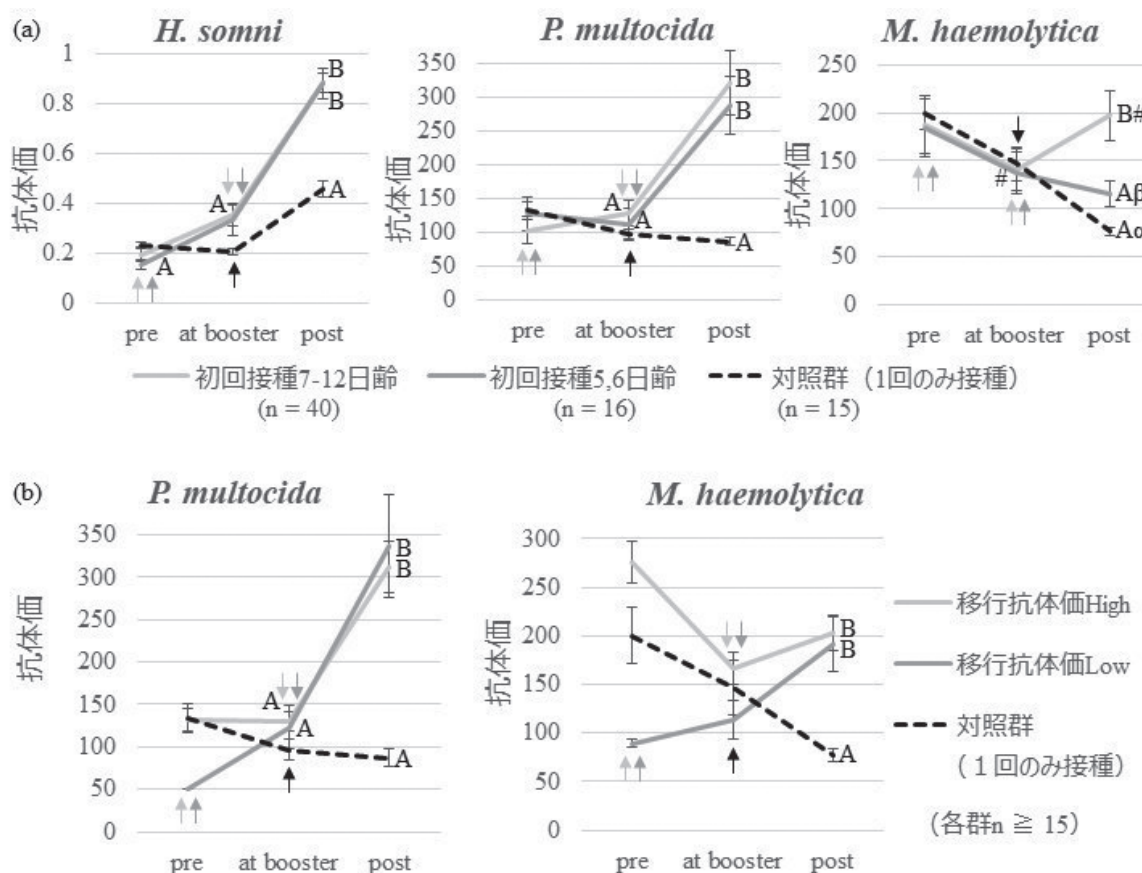 (a)
H. somni
抗体価
1
0.8
0.6
0.4
0.2
0
B
B
A
A
A
pre at booster post
P. multocida
抗体価
350
300
250
200
150
100
50
0
B
B
A
A
A
pre at booster post
M. haemolytica
抗体価
250
200
150
100
50
0
B#
#
Aβ
Aα
pre at booster post
初回接種7-12日齢
(n = 40)
初回接種5,6日齢
(n = 16)
対照群（1回のみ接種）
(n = 15)
(b)
P. multocida
抗体価
350
300
250
200
150
100
50
0
B
B
A
A
A
pre at booster post
M. haemolytica
抗体価
300
250
200
150
100
50
0
B
B
A
pre at booster post
移行抗体価High
移行抗体価Low
対照群
（１回のみ接種）
（各群n ≧ 15）